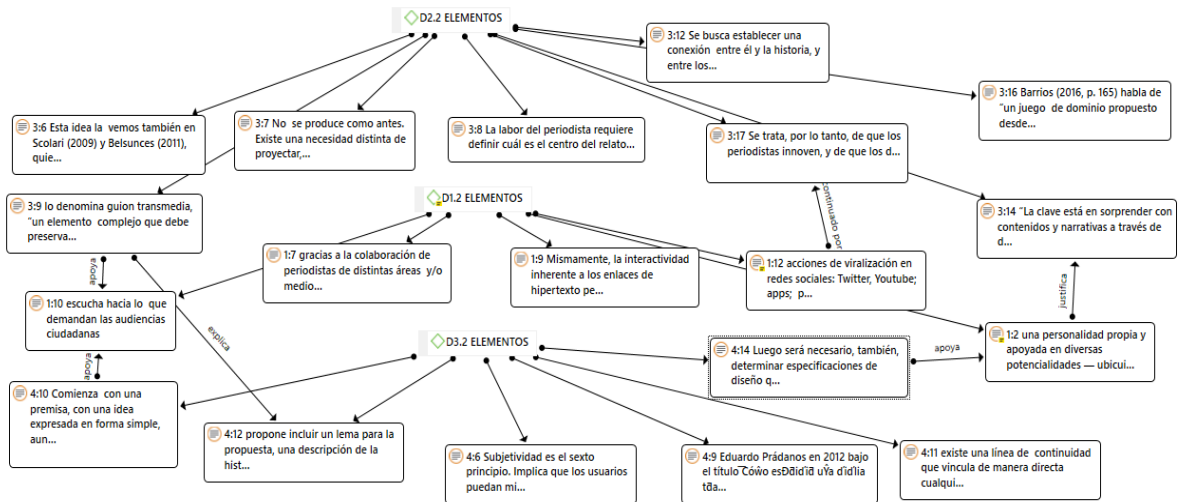 D2.2 ELEMENTOS
3:12 Se busca establecer una
conexión entre él y la historia, y
entre los...
3:16 Barrios (2016, p. 165) habla de
“un juego de dominio propuesto
desde...
3:6 Esta idea la vemos también en
Scolari (2009) y Belsunces (2011),
quie...
3:7 No se produce como antes.
Existe una necesidad distinta de
proyectar,...
3:8 La labor del periodista requiere
definir cuál es el centro del relato...
3:17 Se trata, por lo tanto, de que los
periodistas innoven, y de que los d...
3:9 lo denomina guion transmedia,
“un elemento complejo que debe
preserva...
D1.2 ELEMENTOS
continuado por
3:14 “La clave está en sorprender con
contenidos y narrativas a través de
d...
1:7 gracias a la colaboración de
periodistas de distintas áreas y/o
medio...
1:9 Mismamente, la interactividad
inherente a los enlaces de
hipertexto pe...
1:12 acciones de viralización en
redes sociales: Twitter, Youtube;
apps; p...
apoya
1:10 escucha hacia lo que
demandan las audiencias
ciudadanas
justifica
explica
D3.2 ELEMENTOS
1:2 una personalidad propia y
apoyada en diversas
potencialidades — ubicui...
4:14 Luego será necesario, también,
determinar especificaciones de
diseño q...
apoya
apoya
4:10 Comienza con una
premisa, con una idea
expresada en forma simple,
aun...
4:12 propone incluir un lema para la
propuesta, una descripción de la
hist...
4:6 Subjetividad es el sexto
principio. Implica que los usuarios
puedan mi...
4:9 Eduardo Prádanos en 2012 bajo
el título
4:11 existe una línea de continuidad
que vincula de manera directa
cualqui...